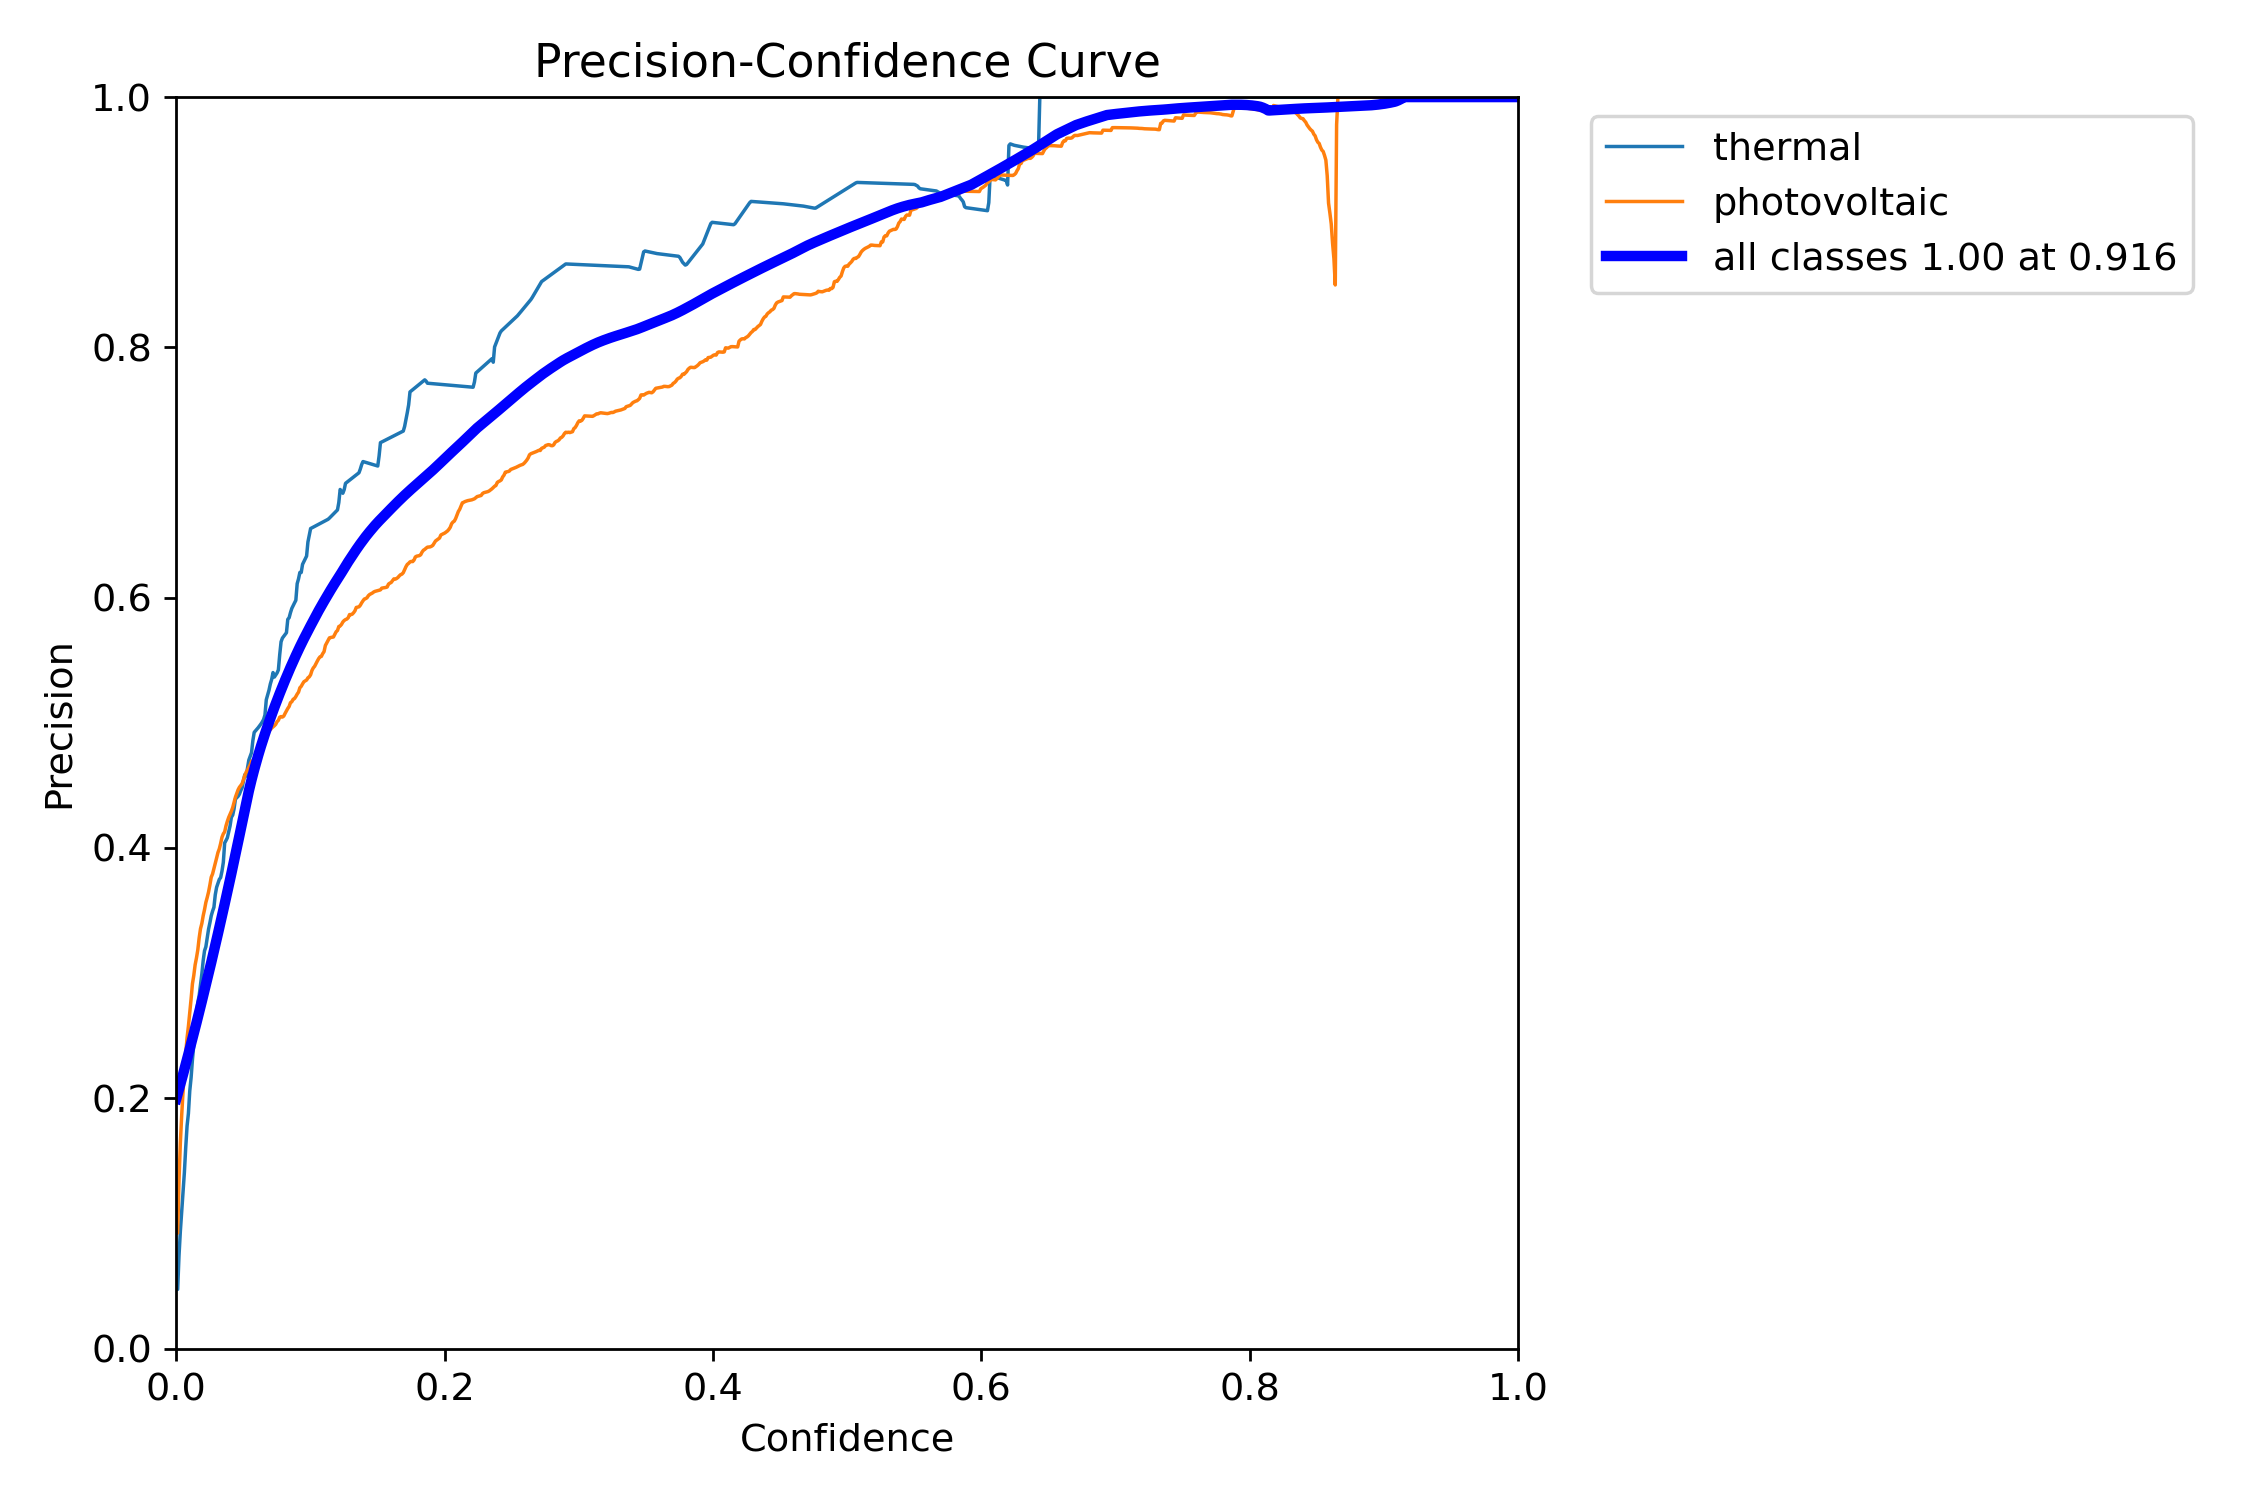 Precision-Confidence Curve
1.0
0.8
0.6
0.4
0.2
0.0
Precision
0.0 0.2 0.4 0.6 0.8 1.0
Confidence
thermal
photovoltaic
all classes 1.00 at 0.916